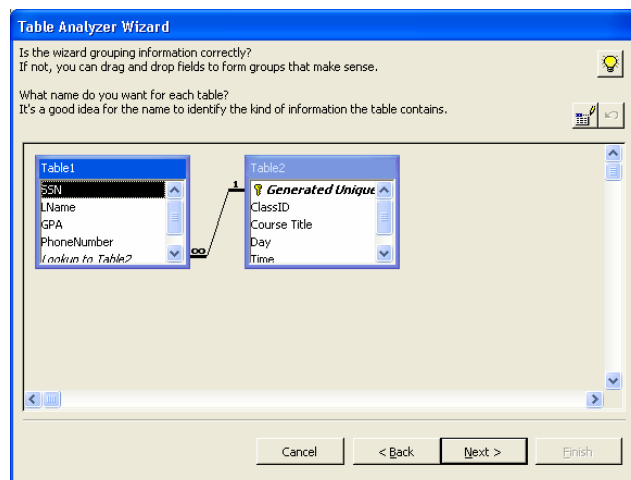 Table Analyzer Wizard
Is the wizard grouping information correctly?
If not, you can drag and drop fields to form groups that make sense.
What name do you want for each table?
It's a good idea for the name to identify the kind of information the table contains.
Table1
SSN
LName
GPA
PhoneNumber
Lookup to Table2
1
∞
Table2
Generated Unique
ClassID
Course Title
Day
Time
Cancel
< Back
Next >
Finish